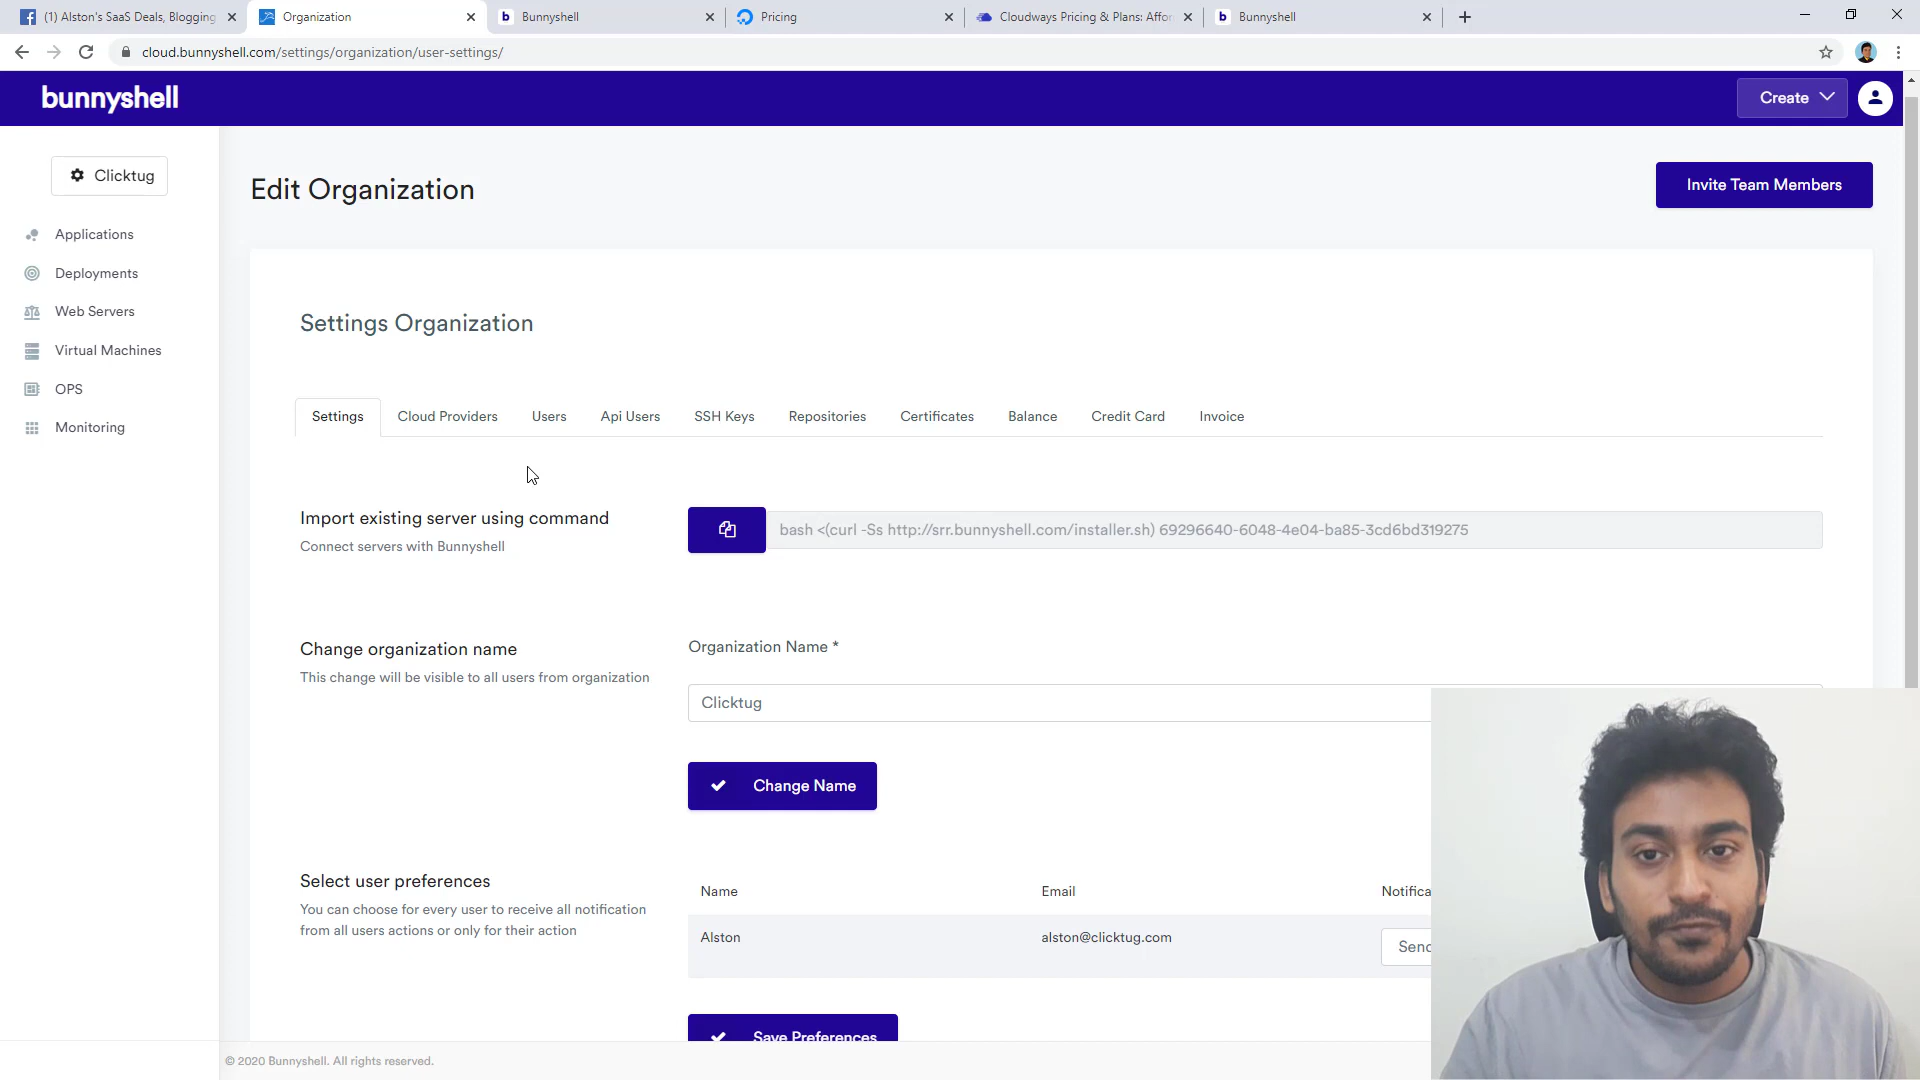 (1) Alston's SaaS Deals, Blogging
Organization
Bunnyshell
Pricing
Cloudways Pricing & Plans: Affor
Bunnyshell
cloud.bunnyshell.com/settings/organization/user-settings/
bunnyshell
Create
Clicktug
Applications
Deployments
Web Servers
Virtual Machines
OPS
Monitoring
Edit Organization
Invite Team Members
Settings Organization
Settings
Cloud Providers
Users
Api Users
SSH Keys
Repositories
Certificates
Balance
Credit Card
Invoice
Import existing server using command
Connect servers with Bunnyshell
bash <(curl -Ss http://srr.bunnyshell.com/installer.sh) 69296640-6048-4e04-ba85-3cd6bd319275
Change organization name
This change will be visible to all users from organization
Organization Name *
Clicktug
Change Name
Select user preferences
You can choose for every user to receive all notification
from all users actions or only for their action
Name
Email
Notifica
Alston
alston@clicktug.com
Send
Save Preferences
© 2020 Bunnyshell. All rights reserved.